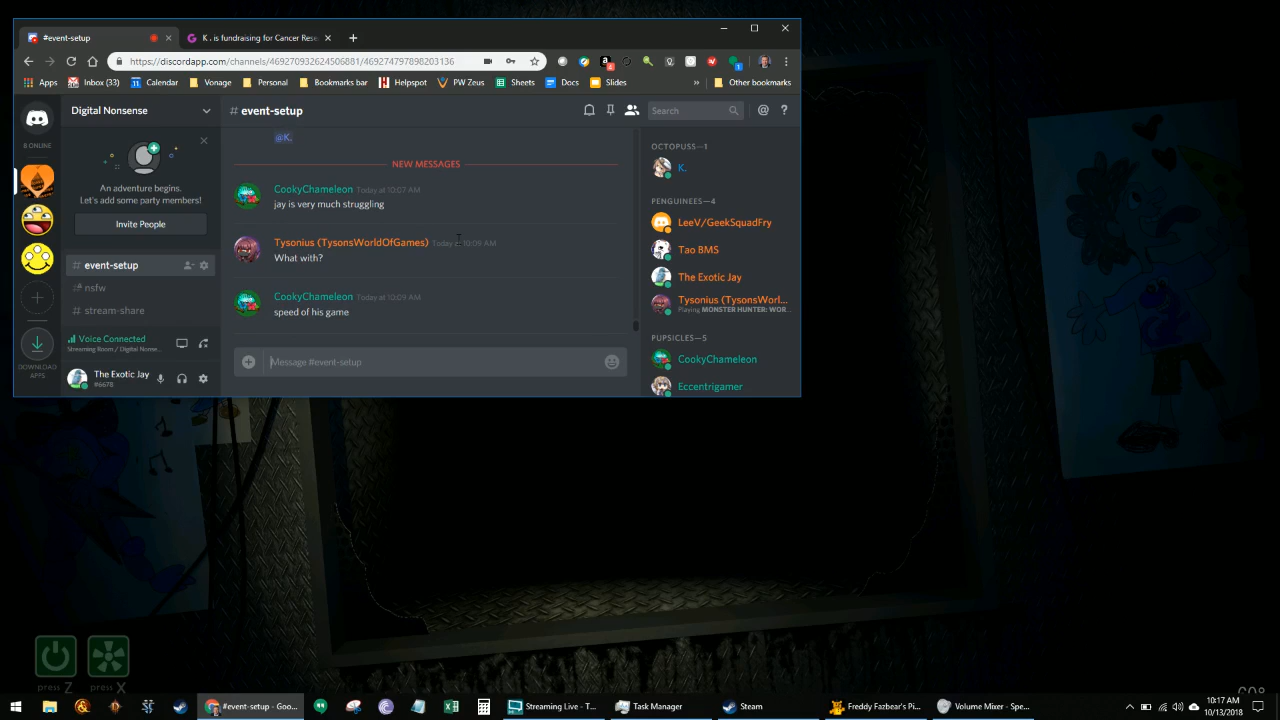 #event-setup
K. is fundraising for Cancer Rese
https://discordapp.com/channels/469270932624506881/469274797898203136
Apps
Inbox (33)
Calendar
Vonage
Personal
Bookmarks bar
Helpspot
PW Zeus
Sheets
Docs
Slides
»
Other bookmarks
8 ONLINE
DOWNLOAD
APPS
Digital Nonsense
An adventure begins.
Let's add some party members!
Invite People
# event-setup
# nsfw
# stream-share
Voice Connected
Streaming Room / Digital Nonse...
The Exotic Jay
#6678
# event-setup
Search
@K.
NEW MESSAGES
CookyChameleon Today at 10:07 AM
jay is very much struggling
Tysonius (TysonsWorldOfGames) Today at 10:09 AM
What with?
CookyChameleon Today at 10:09 AM
speed of his game
Message #event-setup
OCTOPUSS—1
K.
PENGUINEES—4
LeeV/GeekSquadFry
Tao BMS
The Exotic Jay
Tysonius (TysonsWorl...
Playing MONSTER HUNTER: WOR...
PUPSICLES—5
CookyChameleon
Eccentrigamer
press Z
press X
#event-setup - Goo...
Streaming Live - T...
Task Manager
Steam
Freddy Fazbear's Pi...
Volume Mixer - Spe...
10:17 AM
10/13/2018